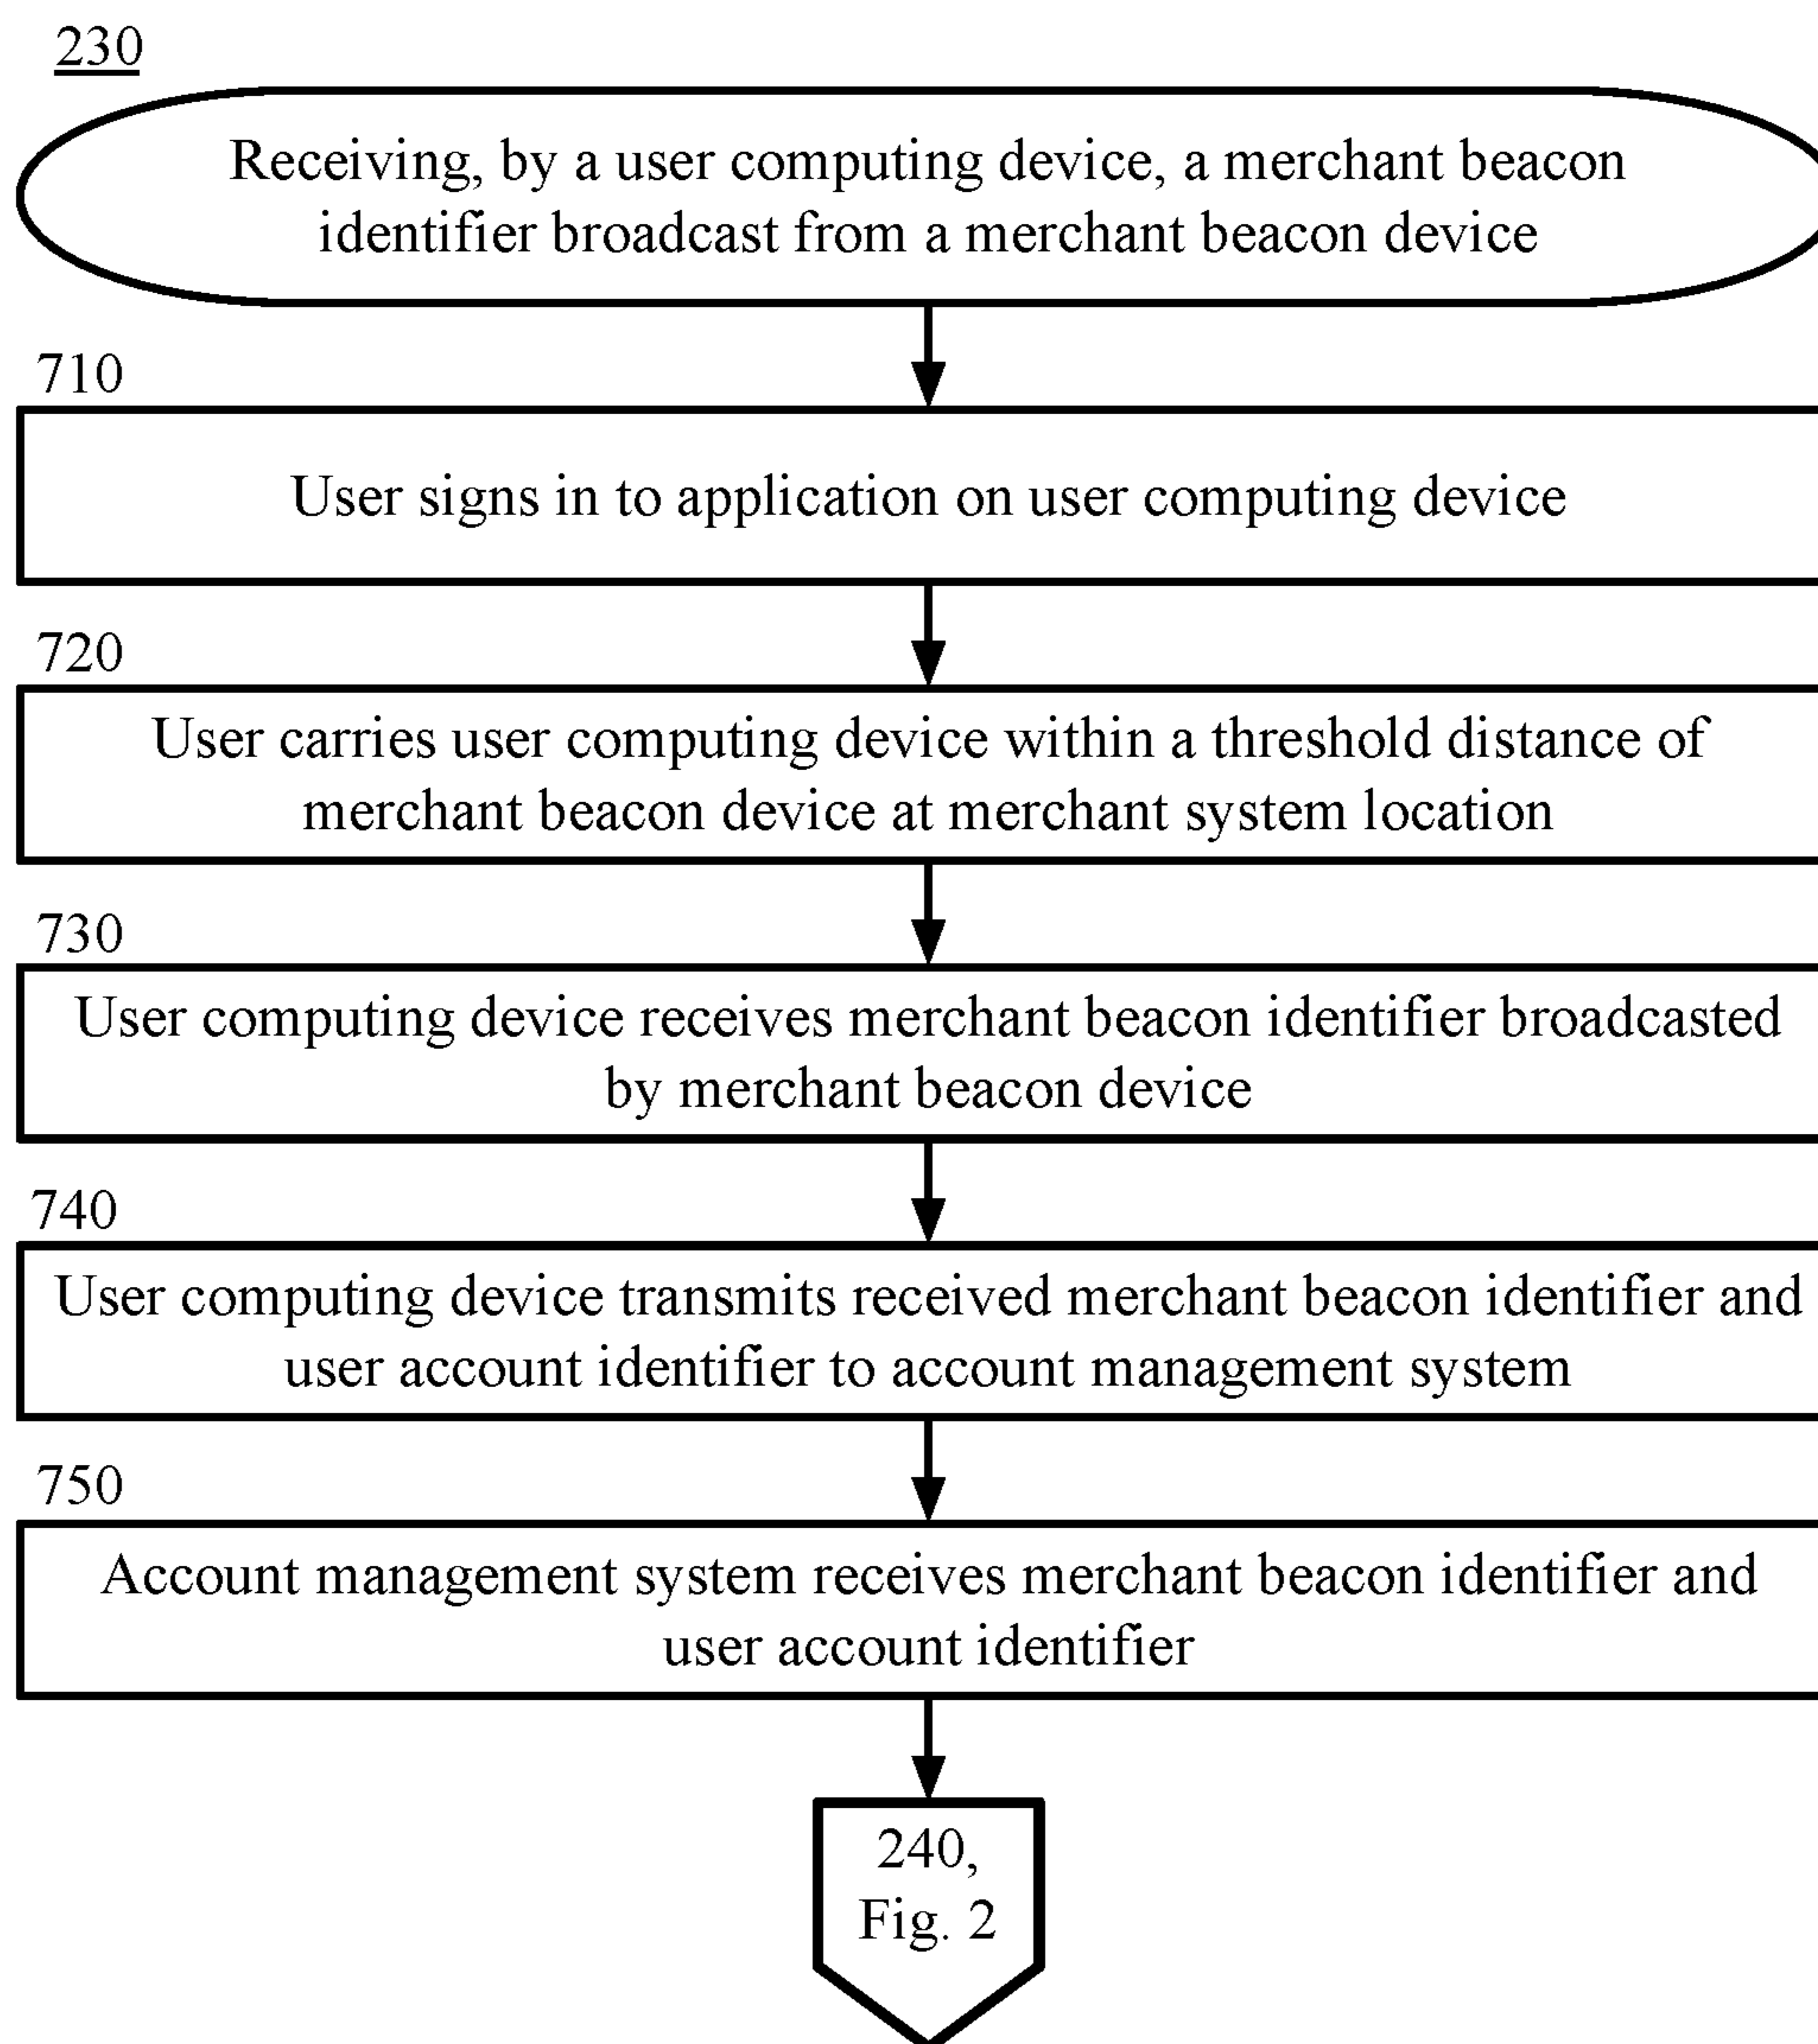 230
Receiving, by a user computing device, a merchant beacon
identifier broadcast from a merchant beacon device
710
User signs in to application on user computing device
720
User carries user computing device within a threshold distance of
merchant beacon device at merchant system location
730
User computing device receives merchant beacon identifier broadcasted
by merchant beacon device
740
User computing device transmits received merchant beacon identifier and
user account identifier to account management system
750
Account management system receives merchant beacon identifier and
user account identifier
240,
Fig. 2